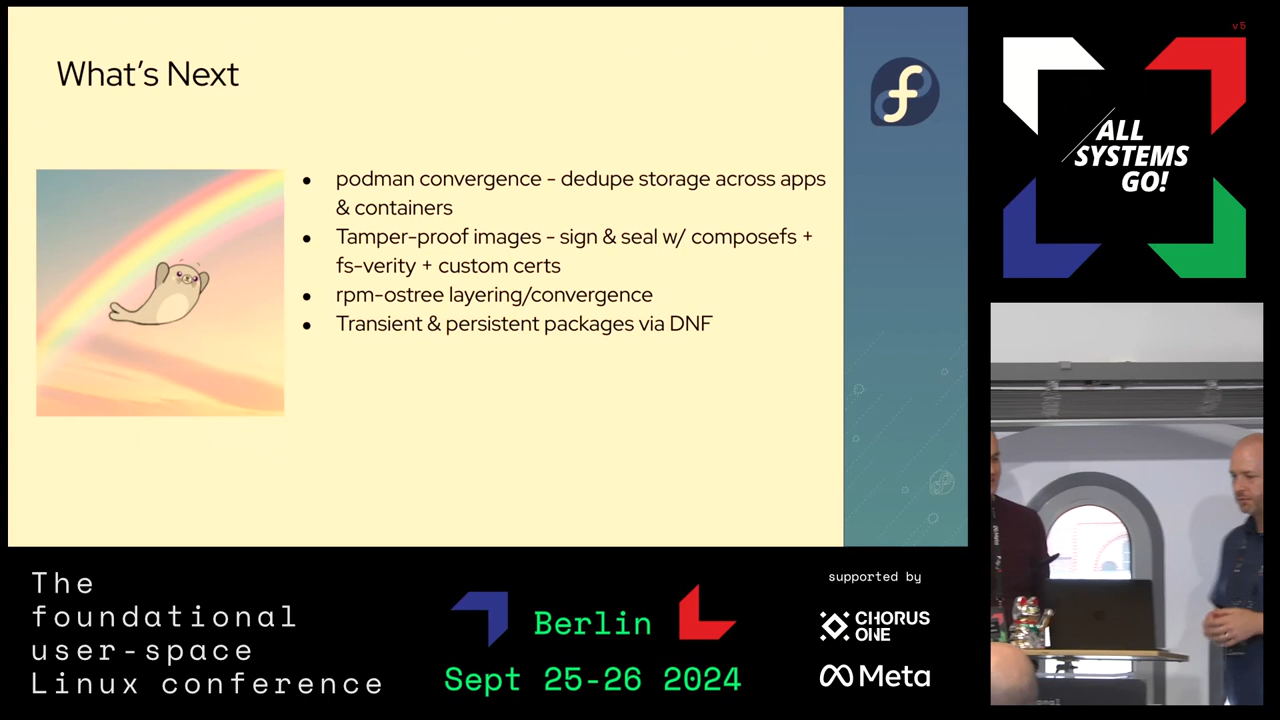 What's Next
● podman convergence - dedupe storage across apps
& containers
● Tamper-proof images - sign & seal w/ composefs +
fs-verity + custom certs
● rpm-ostree layering/convergence
● Transient & persistent packages via DNF
v5
ALL
SYSTEMS
GO!
The
foundational
user-space
Linux conference
Berlin
Sept 25-26 2024
supported by
CHORUS
ONE
Meta